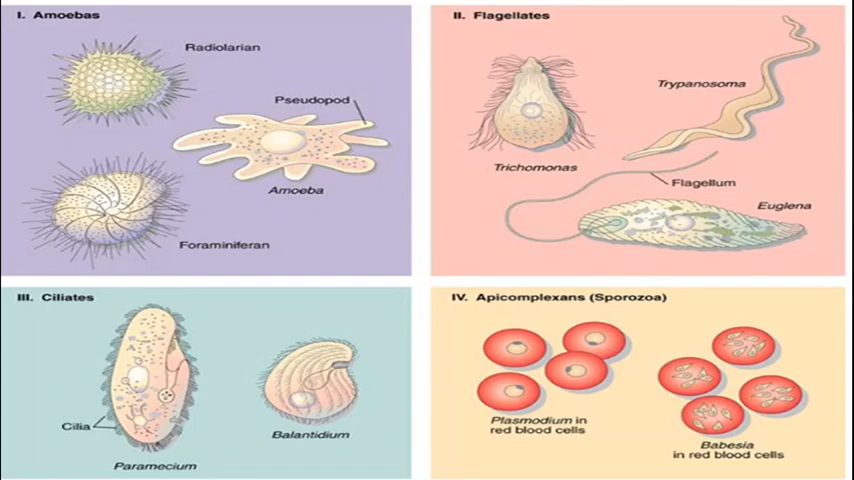 I. Amoebas
Radiolarian
Pseudopod
Amoeba
Foraminiferan
II. Flagellates
Trypanosoma
Trichomonas
Flagellum
Euglena
III. Ciliates
Cilia
Paramecium
Balantidium
IV. Apicomplexans (Sporozoa)
Plasmodium in
red blood cells
Babesia
in red blood cells